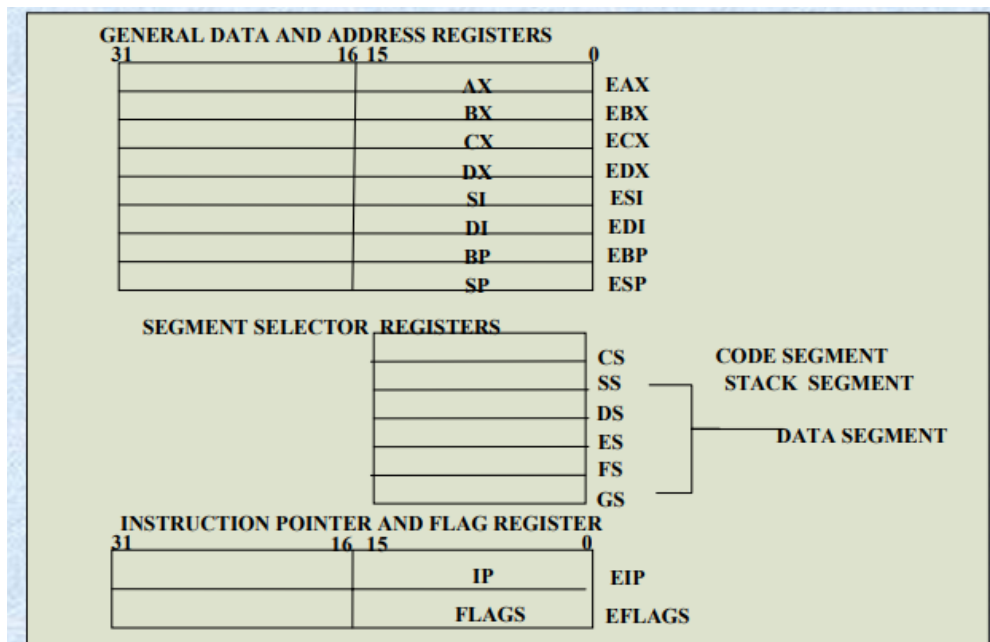 GENERAL DATA AND ADDRESS REGISTERS
31 16 15 0
AX EAX
BX EBX
CX ECX
DX EDX
SI ESI
DI EDI
BP EBP
SP ESP
SEGMENT SELECTOR REGISTERS
CS CODE SEGMENT
SS STACK SEGMENT
DS
ES DATA SEGMENT
FS
GS
INSTRUCTION POINTER AND FLAG REGISTER
31 16 15 0
IP EIP
FLAGS EFLAGS